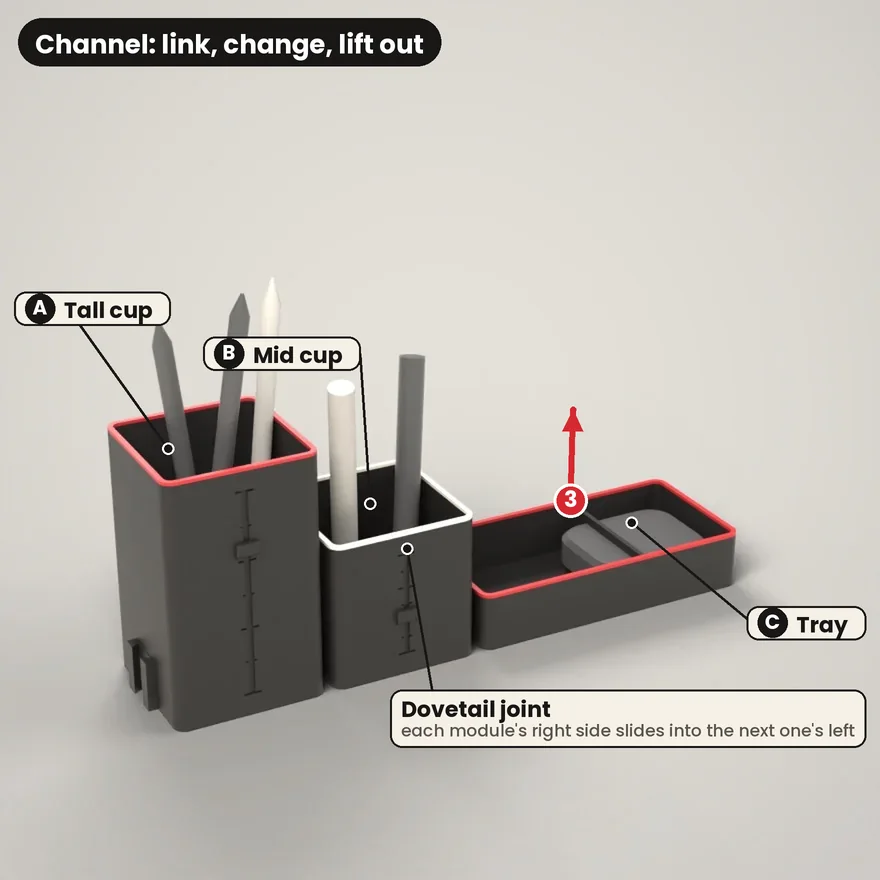 Channel: link, change, lift out
A Tall cup
B Mid cup
3
C Tray
Dovetail joint
each module's right side slides into the next one's left